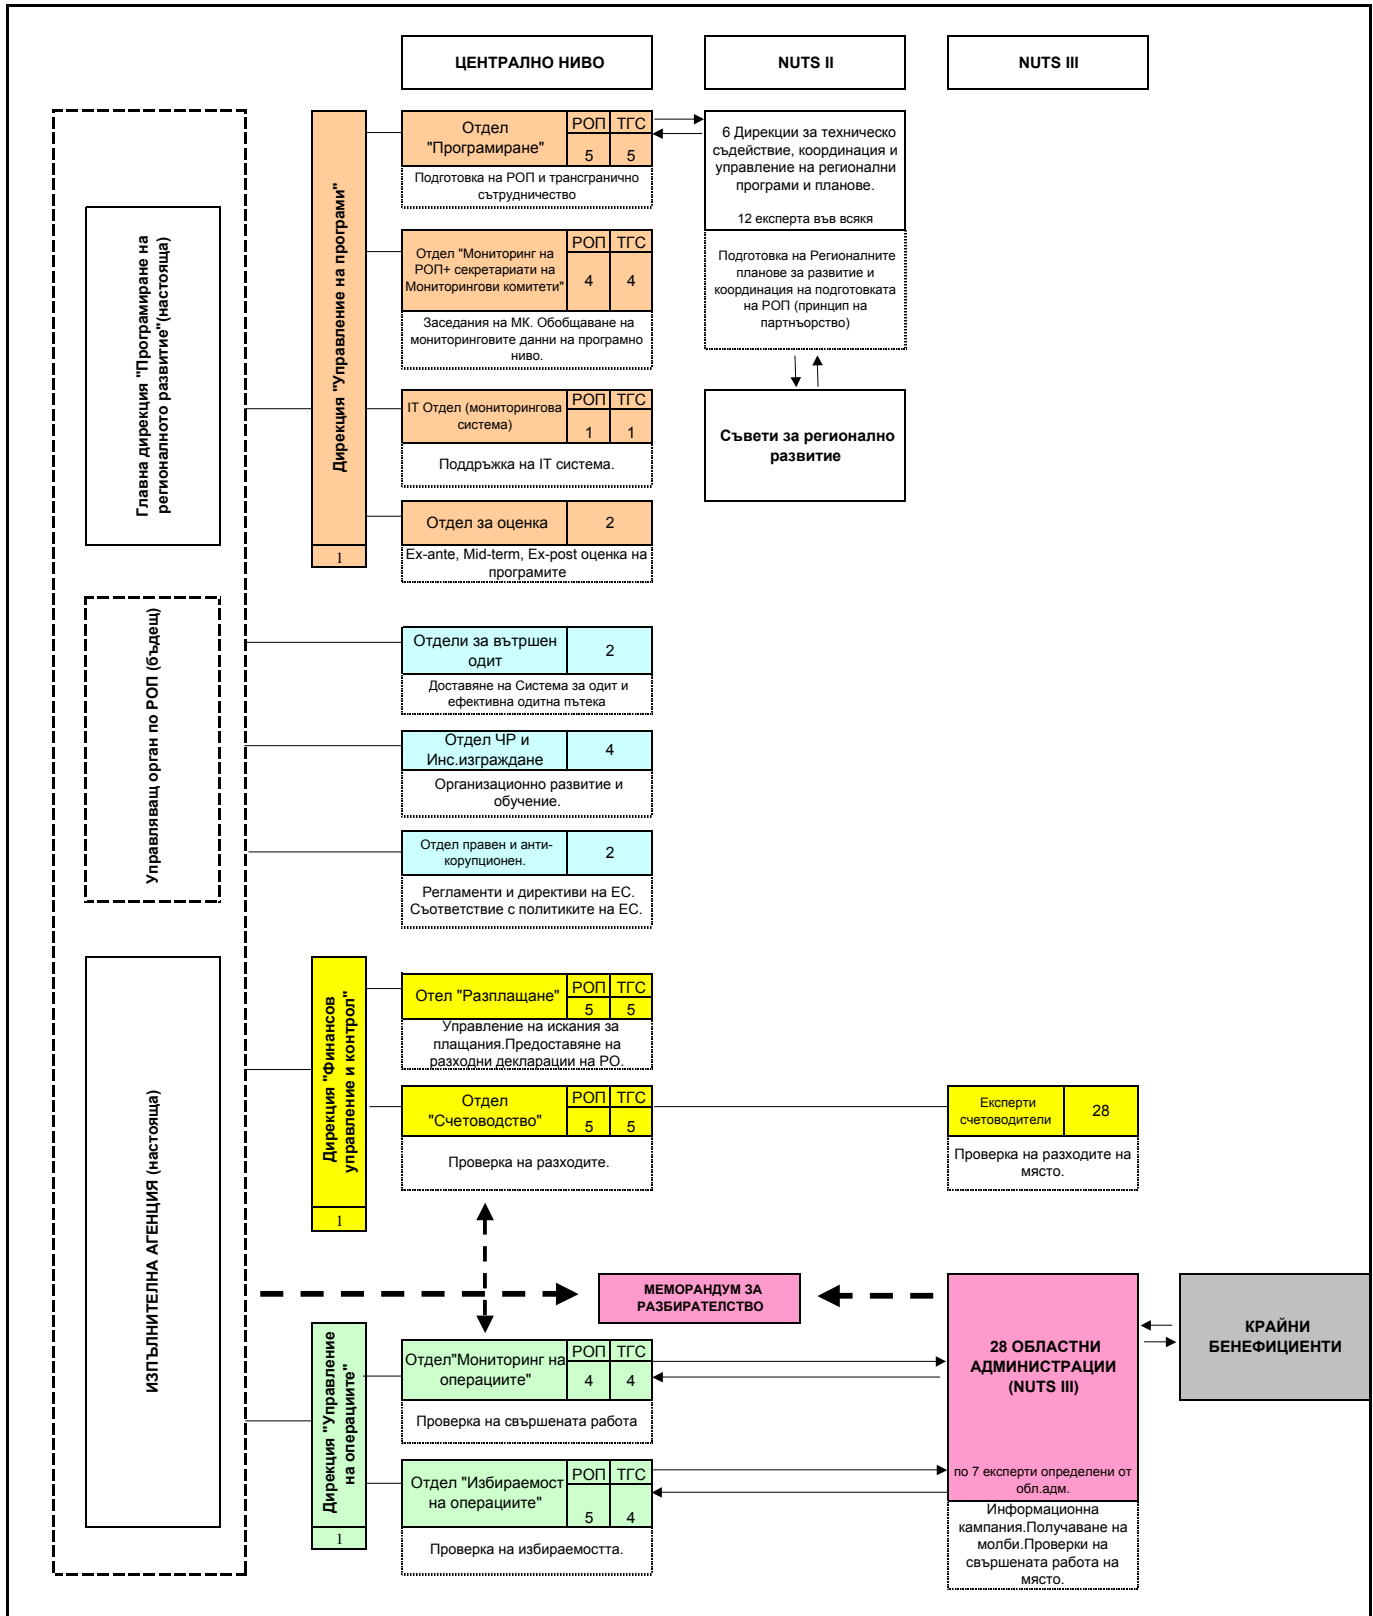 ЦЕНТРАЛНО НИВО
NUTS II
NUTS III
Главна дирекция "Програмиране на
регионалното развитие"(настояща)
Управляващ орган по РОП (бъдещ)
ИЗПЪЛНИТЕЛНА АГЕНЦИЯ (настояща)
Дирекция "Управление на програми"
1
Отдел
"Програмиране"
РОП ТГС
5 5
Подготовка на РОП и трансгранично
сътрудничество
Отдел "Мониторинг на
РОП+ секретариати на
Мониторингови комитети"
РОП ТГС
4 4
Заседания на МК. Обобщаване на
мониторинговите данни на програмно
ниво.
IT Отдел (мониторингова
система)
РОП ТГС
1 1
Поддръжка на IT система.
Отдел за оценка
2
Ex-ante, Mid-term, Ex-post оценка на
програмите
6 Дирекции за техническо
съдействие, координация и
управление на регионални
програми и планове.
12 експерта във всякя
Подготовка на Регионалните
планове за развитие и
координация на подготовката
на РОП (принцип на
партньорство)
Съвети за регионално
развитие
Отдели за вътршен
одит
2
Доставяне на Система за одит и
ефективна одитна пътека
Отдел ЧР и
Инс.изграждане
4
Организационно развитие и
обучение.
Отдел правен и анти-
корупционен.
2
Регламенти и директиви на ЕС.
Съответствие с политиките на ЕС.
Дирекция "Финансов
управление и контрол"
1
Отел "Разплащане"
РОП ТГС
5 5
Управление на искания за
плащания.Предоставяне на
разходни декларации на РО.
Отдел
"Счетоводство"
РОП ТГС
5 5
Проверка на разходите.
Експерти
счетоводители
28
Проверка на разходите на
място.
МЕМОРАНДУМ ЗА
РАЗБИРАТЕЛСТВО
Дирекция "Управление
на операциите"
1
Отдел"Мониторинг на
операциите"
РОП ТГС
4 4
Проверка на свършената работа
Отдел "Избираемост
на операциите"
РОП ТГС
5 4
Проверка на избираемостта.
28 ОБЛАСТНИ
АДМИНИСТРАЦИИ
(NUTS III)
по 7 експерти определени от
обл.адм.
Информационна
кампания.Получаване на
молби.Проверки на
свършената работа на
място.
КРАЙНИ
БЕНЕФИЦИЕНТИ